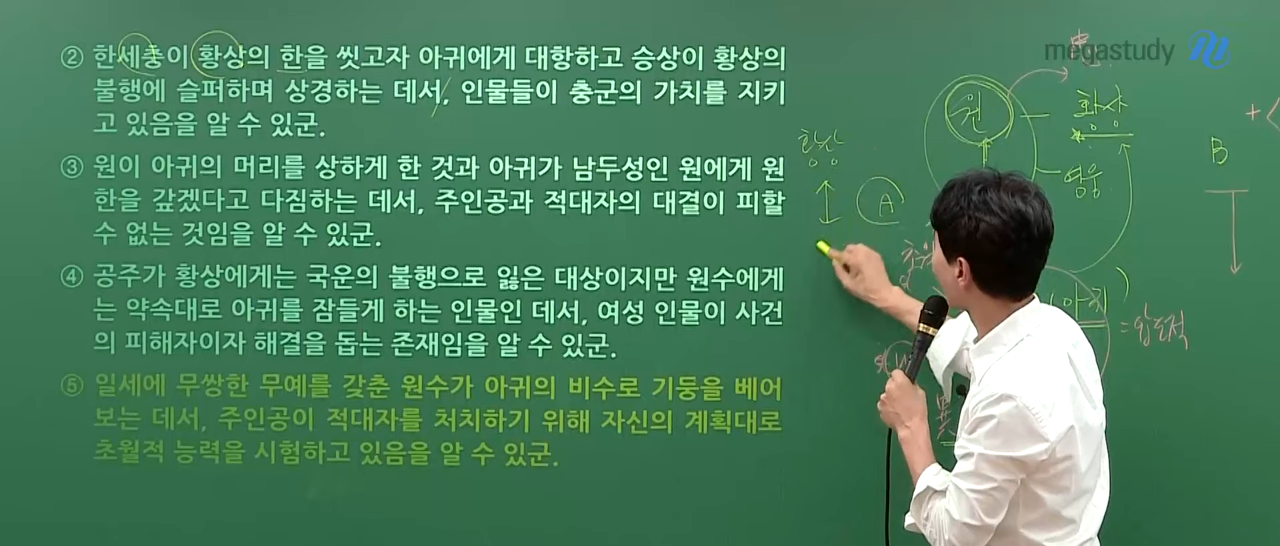 ② 한세충이 황상의 한을 씻고자 아귀에게 대항하고 승상이 황상의
불행에 슬퍼하며 상경하는 데서, 인물들이 충군의 가치를 지키
고 있음을 알 수 있군.
③ 원이 아귀의 머리를 상하게 한 것과 아귀가 남두성인 원에게 원
한을 갚겠다고 다짐하는 데서, 주인공과 적대자의 대결이 피할
수 없는 것임을 알 수 있군.
④ 공주가 황상에게는 국운의 불행으로 잃은 대상이지만 원수에게
는 약속대로 아귀를 잠들게 하는 인물인 데서, 여성 인물이 사건
의 피해자이자 해결을 돕는 존재임을 알 수 있군.
⑤ 일세에 무쌍한 무예를 갖춘 원수가 아귀의 비수로 기둥을 베어
보는 데서, 주인공이 적대자를 처치하기 위해 자신의 계획대로
초월적 능력을 시험하고 있음을 알 수 있군.
megastudy
원
황상
A
영웅
B
= 압도적